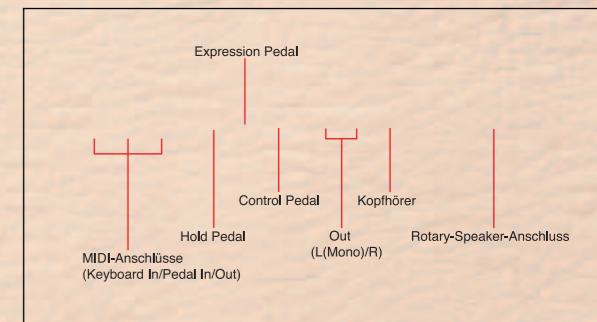 Expression Pedal
Control Pedal
Kopfhörer
Hold Pedal
Out
(L(Mono)/R)
Rotary-Speaker-Anschluss
MIDI-Anschlüsse
(Keyboard In/Pedal In/Out)